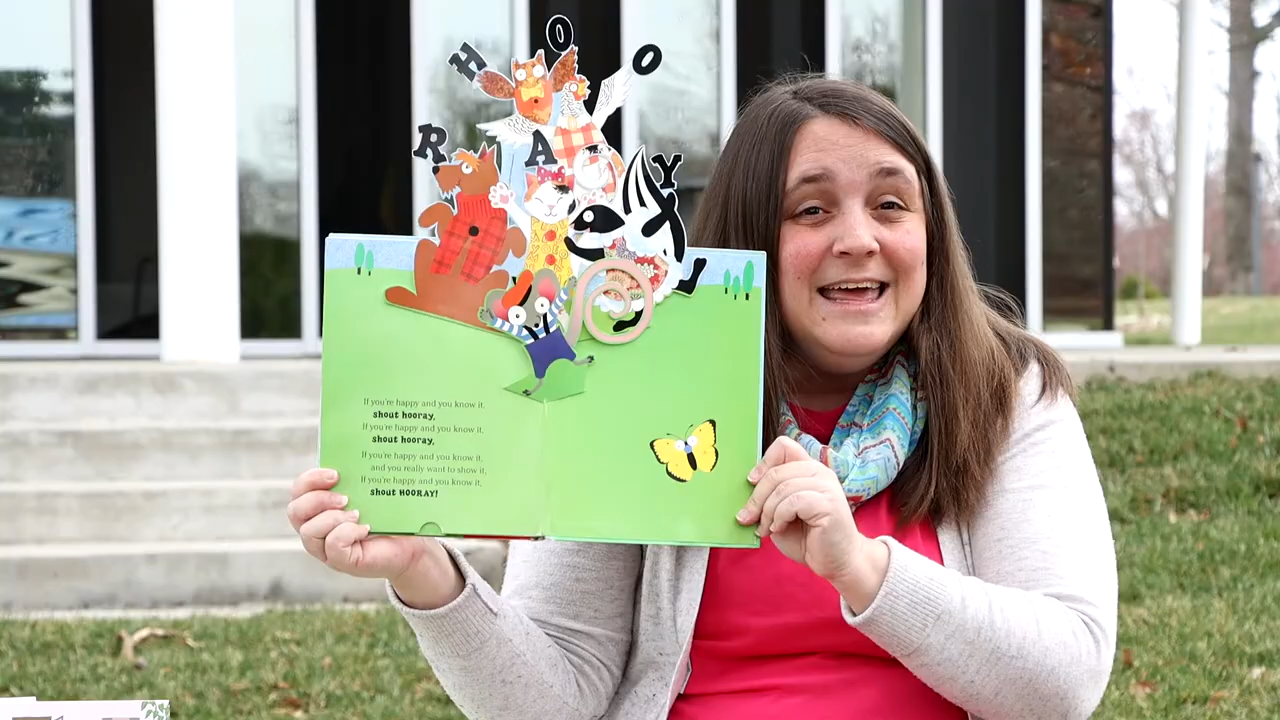 HOORAY
If you're happy and you know it,
shout hooray,
If you're happy and you know it,
shout hooray,
If you're happy and you know it,
and you really want to show it,
If you're happy and you know it,
shout HOORAY!